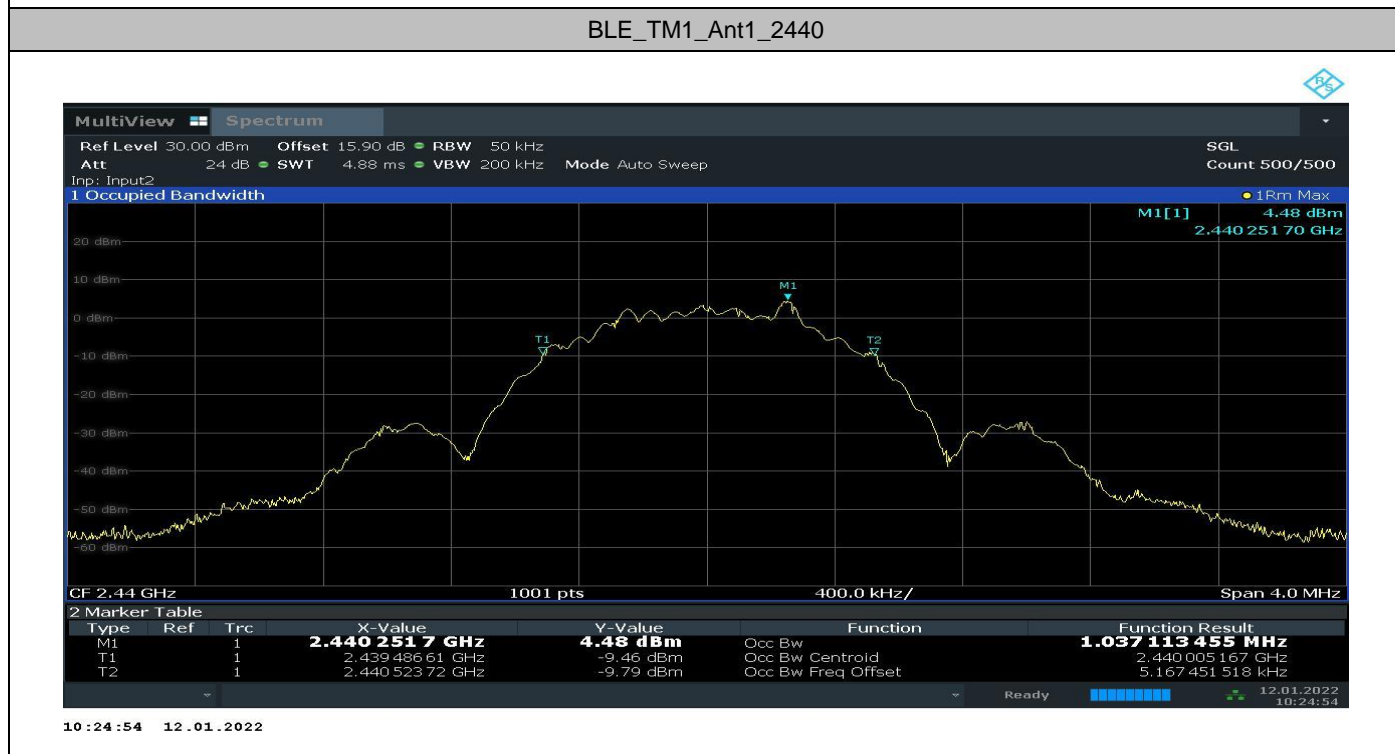 BLE_TM1_Ant1_2440
R S
MultiView Spectrum
Ref Level 30.00 dBm Offset 15.90 dB RBW 50 kHz SGL
Att 24 dB SWT 4.88 ms VBW 200 kHz Mode Auto Sweep Count 500/500
Inp: Input2
1 Occupied Bandwidth 1Rm Max
M1[1] 4.48 dBm
2.440 251 70 GHz
20 dBm
10 dBm
M1
0 dBm
T1 T2
-10 dBm
-20 dBm
-30 dBm
-40 dBm
-50 dBm
-60 dBm
CF 2.44 GHz 1001 pts 400.0 kHz/ Span 4.0 MHz
2 Marker Table
Type Ref Trc X-Value Y-Value Function Function Result
M1 1 2.440 251 7 GHz 4.48 dBm Occ Bw 1.037 113 455 MHz
T1 1 2.439 486 61 GHz -9.46 dBm Occ Bw Centroid 2.440 005 167 GHz
T2 1 2.440 523 72 GHz -9.79 dBm Occ Bw Freq Offset 5.167 451 518 kHz
Ready 12.01.2022
10:24:54
10:24:54 12.01.2022